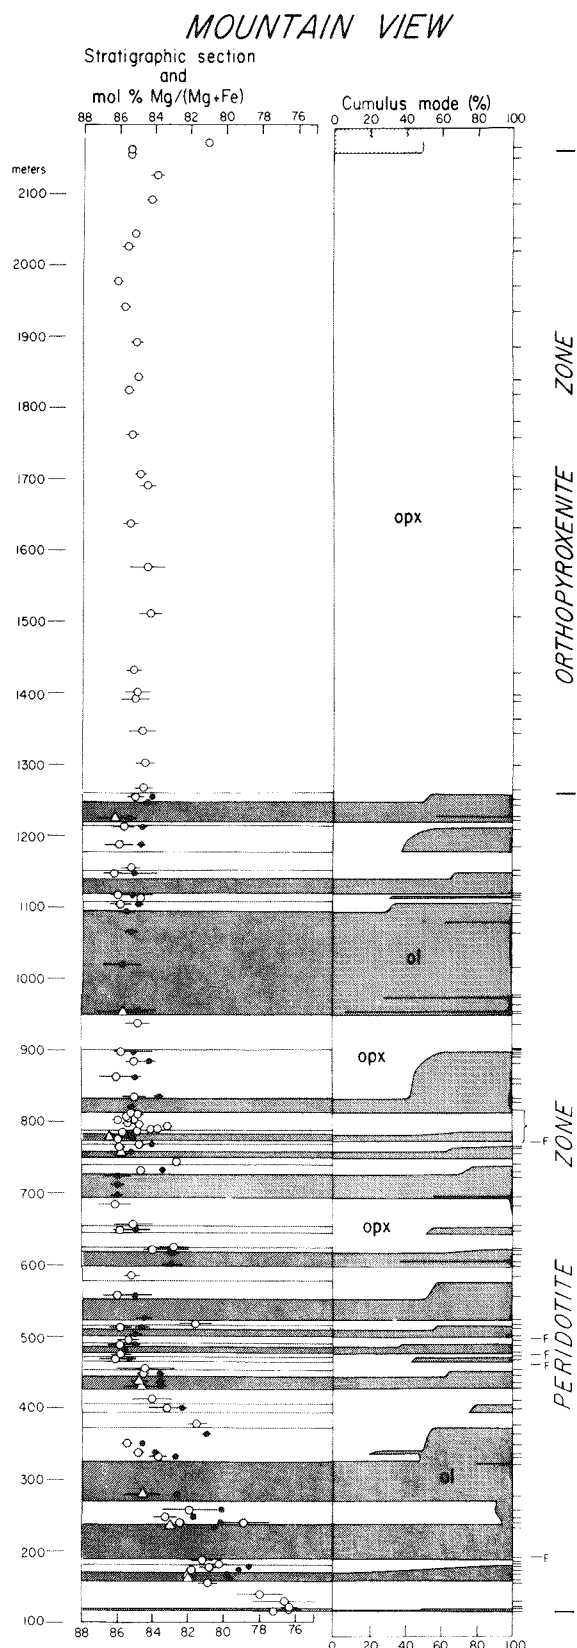 MOUNTAIN VIEW
Stratigraphic section
and
mol % Mg/(Mg+Fe)
Cumulus mode (%)
88 86 84 82 80 78 76
0 20 40 60 80 100
meters
2100
2000
1900
1800
1700
1600
1500
1400
1300
1200
1100
1000
900
800
700
600
500
400
300
200
100
opx
ol
opx
opx
ol
F
F
F
F
F
ORTHOPYROXENITE ZONE
PERIDOTITE ZONE
88 86 84 82 80 78 76
0 20 40 60 80 100